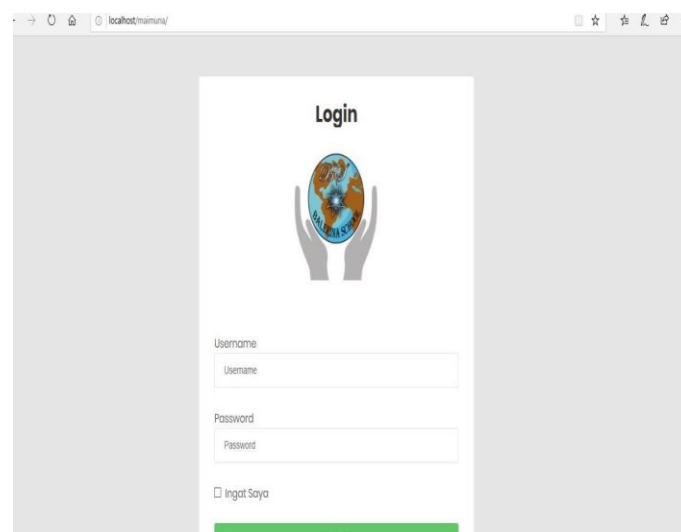 localhost/maimuna/
Login
Username
Username
Password
Password
Ingat Saya